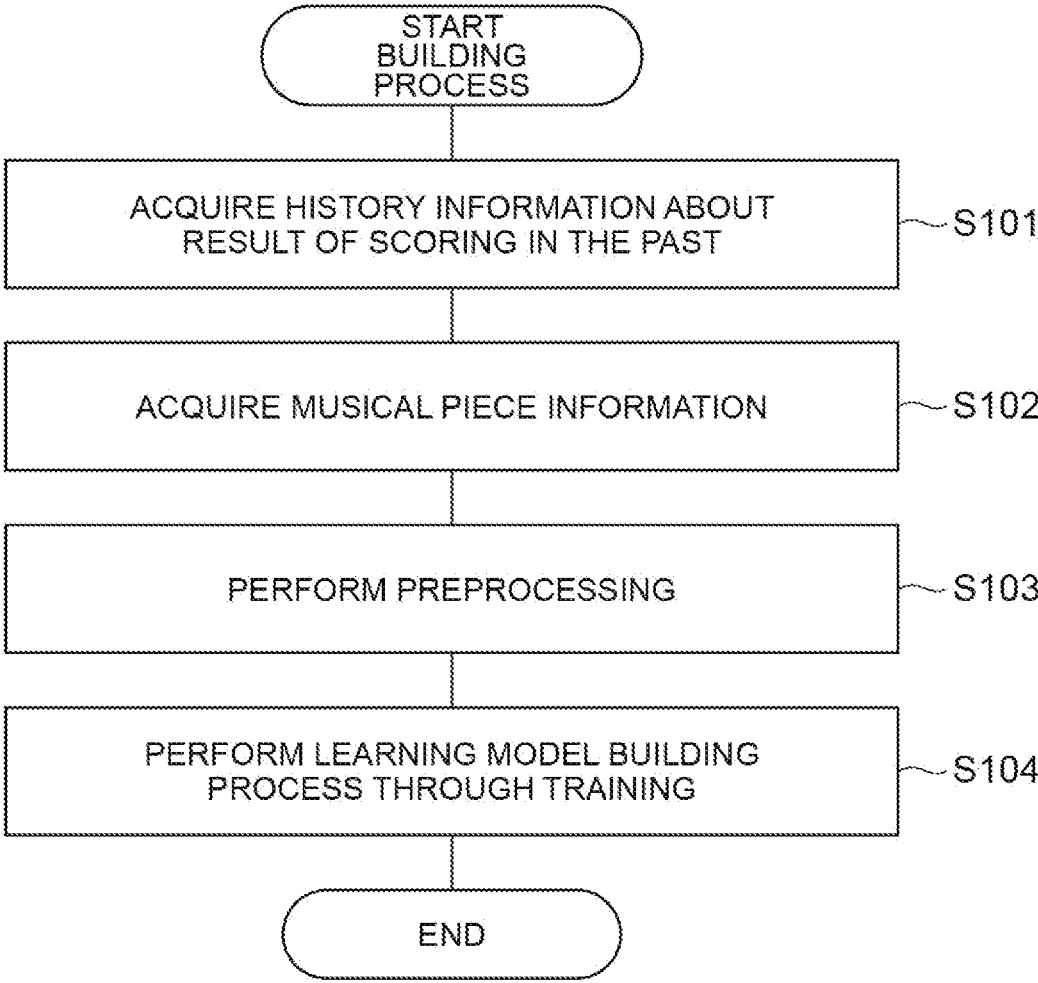 START
BUILDING
PROCESS
ACQUIRE HISTORY INFORMATION ABOUT
RESULT OF SCORING IN THE PAST
S101
ACQUIRE MUSICAL PIECE INFORMATION
S102
PERFORM PREPROCESSING
S103
PERFORM LEARNING MODEL BUILDING
PROCESS THROUGH TRAINING
S104
END